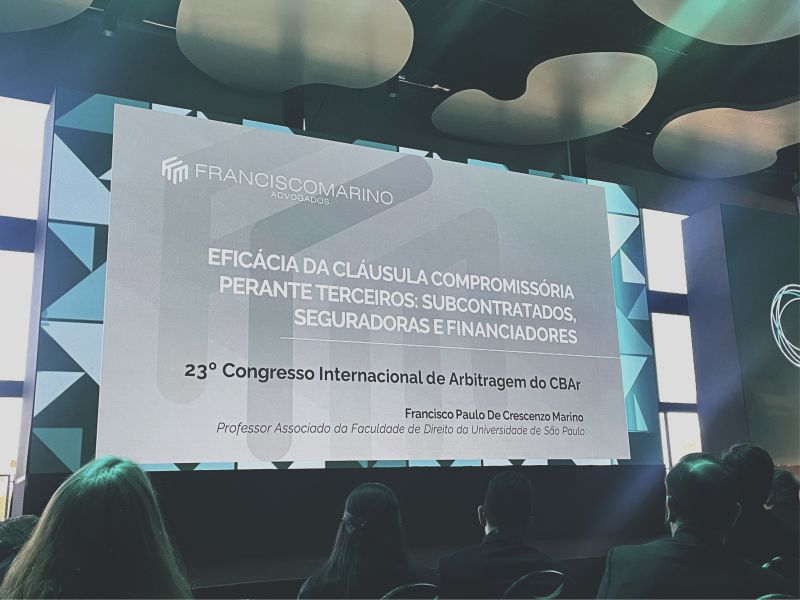 FRANCISCOMARINO
ADVOGADOS
EFICÁCIA DA CLÁUSULA COMPROMISSÓRIA
PERANTE TERCEIROS: SUBCONTRATADOS,
SEGURADORAS E FINANCIADORES
23º Congresso Internacional de Arbitragem do CBAr
Francisco Paulo De Crescenzo Marino
Professor Associado da Faculdade de Direito da Universidade de São Paulo